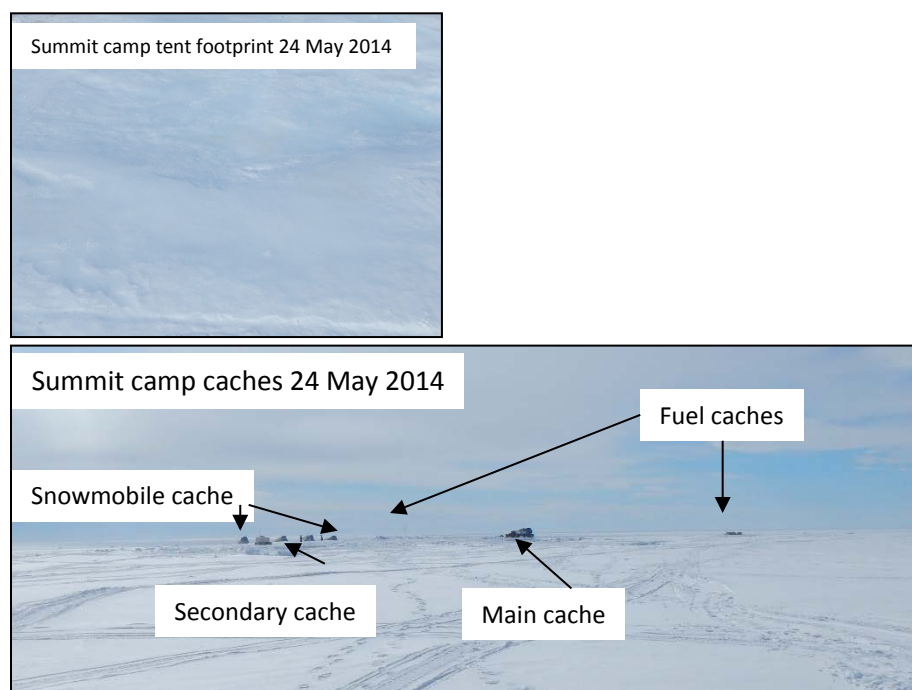 Summit camp tent footprint 24 May 2014
Summit camp caches 24 May 2014
Fuel caches
Snowmobile cache
Secondary cache
Main cache